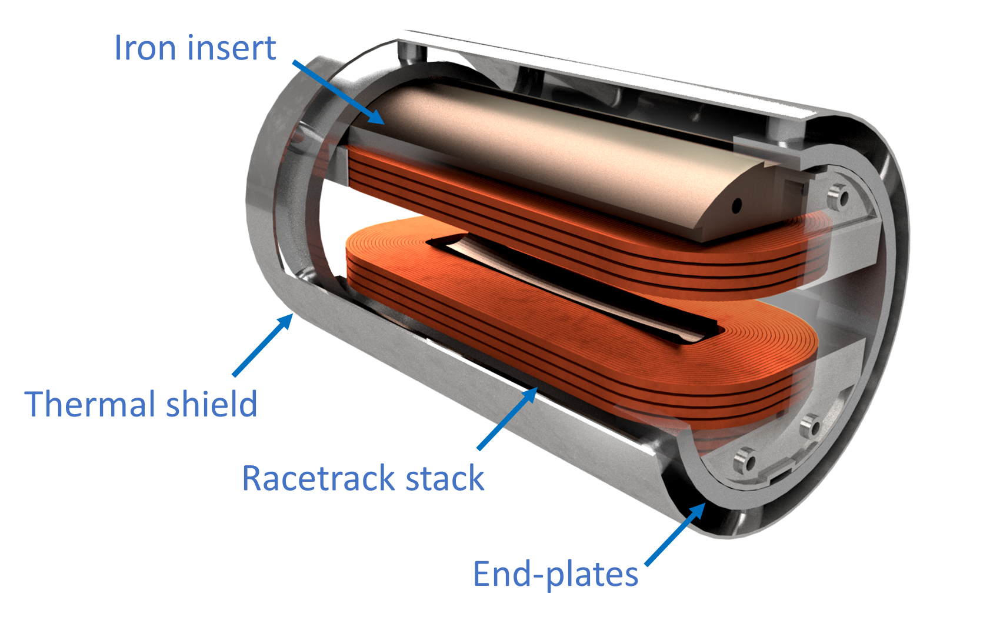 Iron insert
Thermal shield
Racetrack stack
End-plates